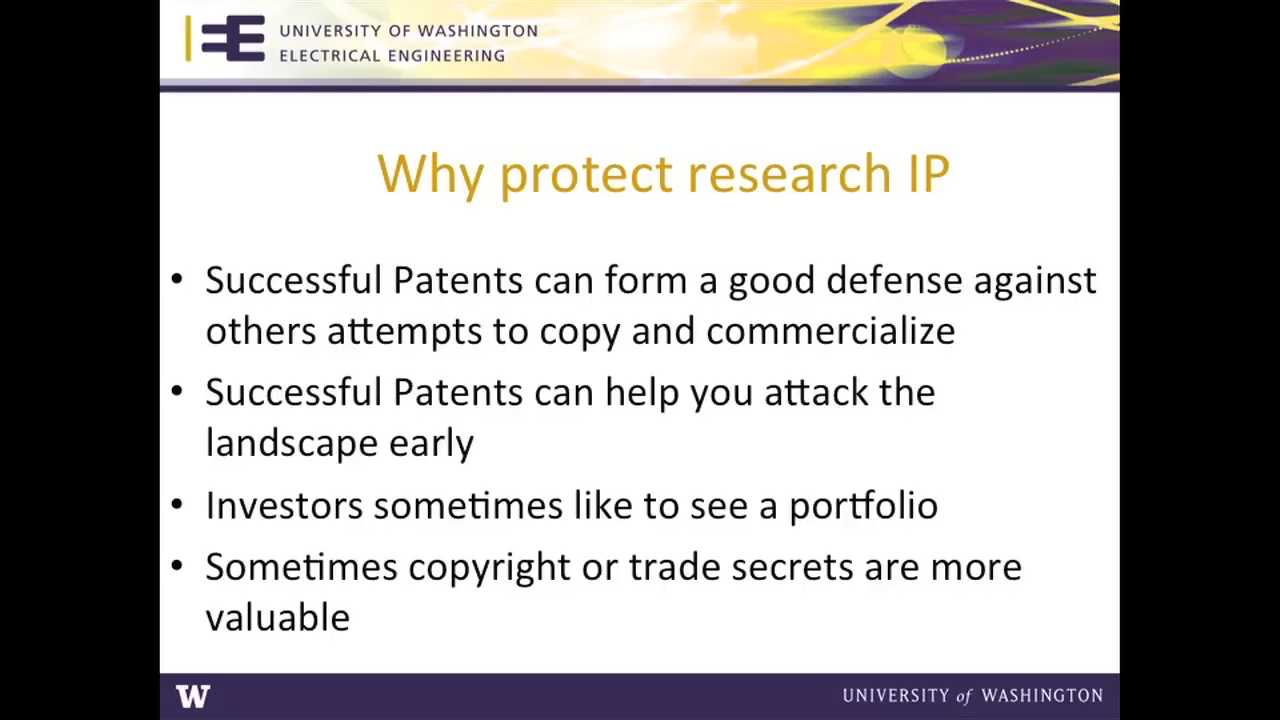 UNIVERSITY OF WASHINGTON
ELECTRICAL ENGINEERING
Why protect research IP
• Successful Patents can form a good defense against
others attempts to copy and commercialize
• Successful Patents can help you attack the
landscape early
• Investors sometimes like to see a portfolio
• Sometimes copyright or trade secrets are more
valuable
W
UNIVERSITY of WASHINGTON